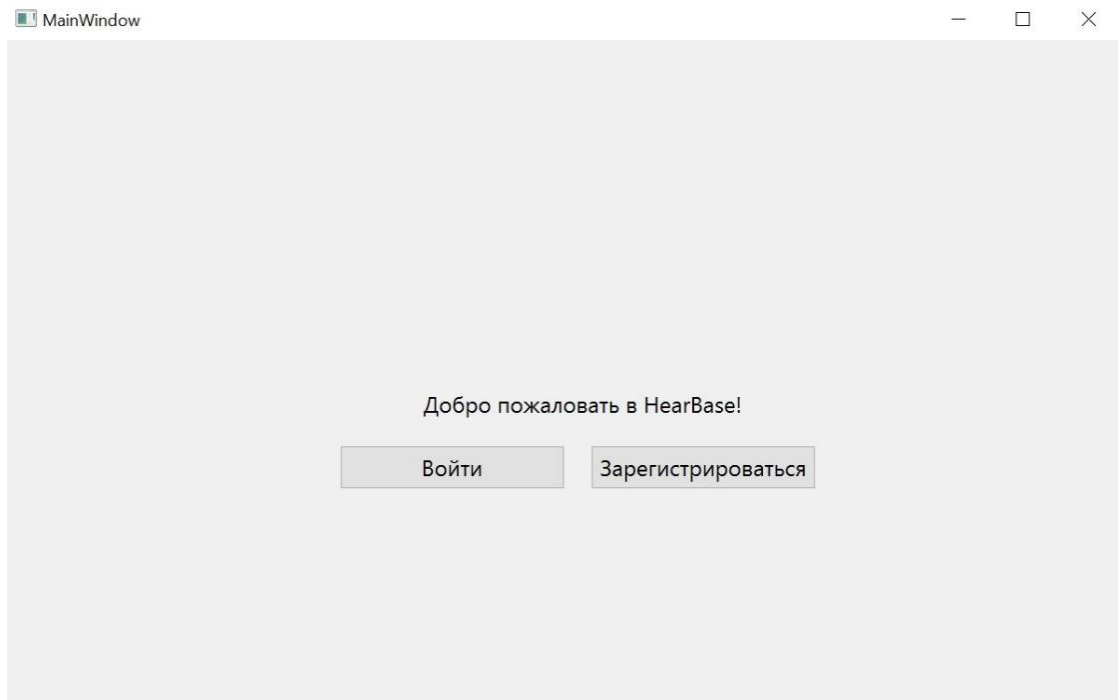 MainWindow
Добро пожаловать в HearBase!
Войти
Зарегистрироваться